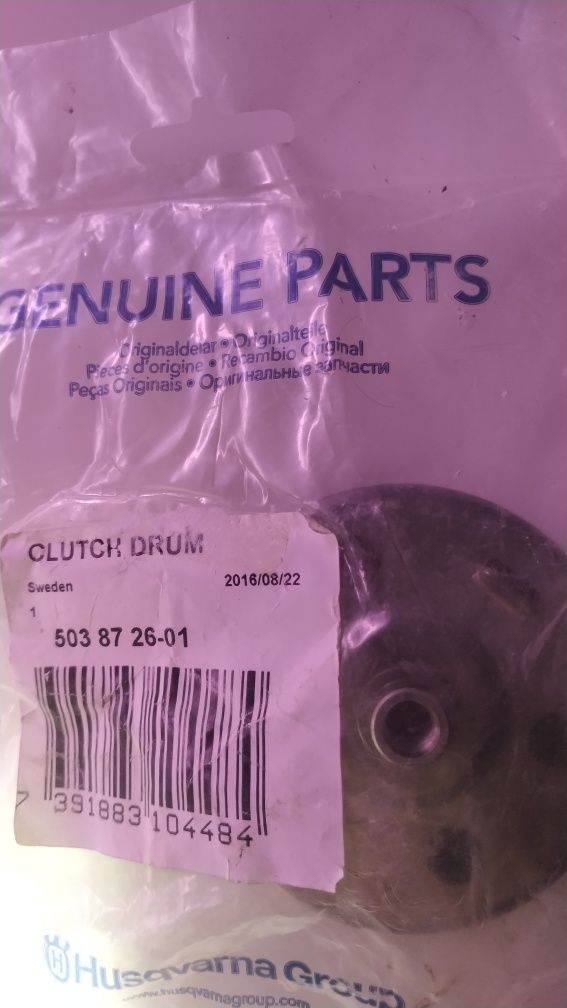 GENUINE PARTS
Originaldelar • Originalteile
Pièces d'origine • Recambio Original
Peças Originais • Оригинальные запчасти
CLUTCH DRUM
Sweden 2016/08/22
1
503 87 26-01
7 391883 104484
Husqvarna Group
www.husqvarnagroup.com